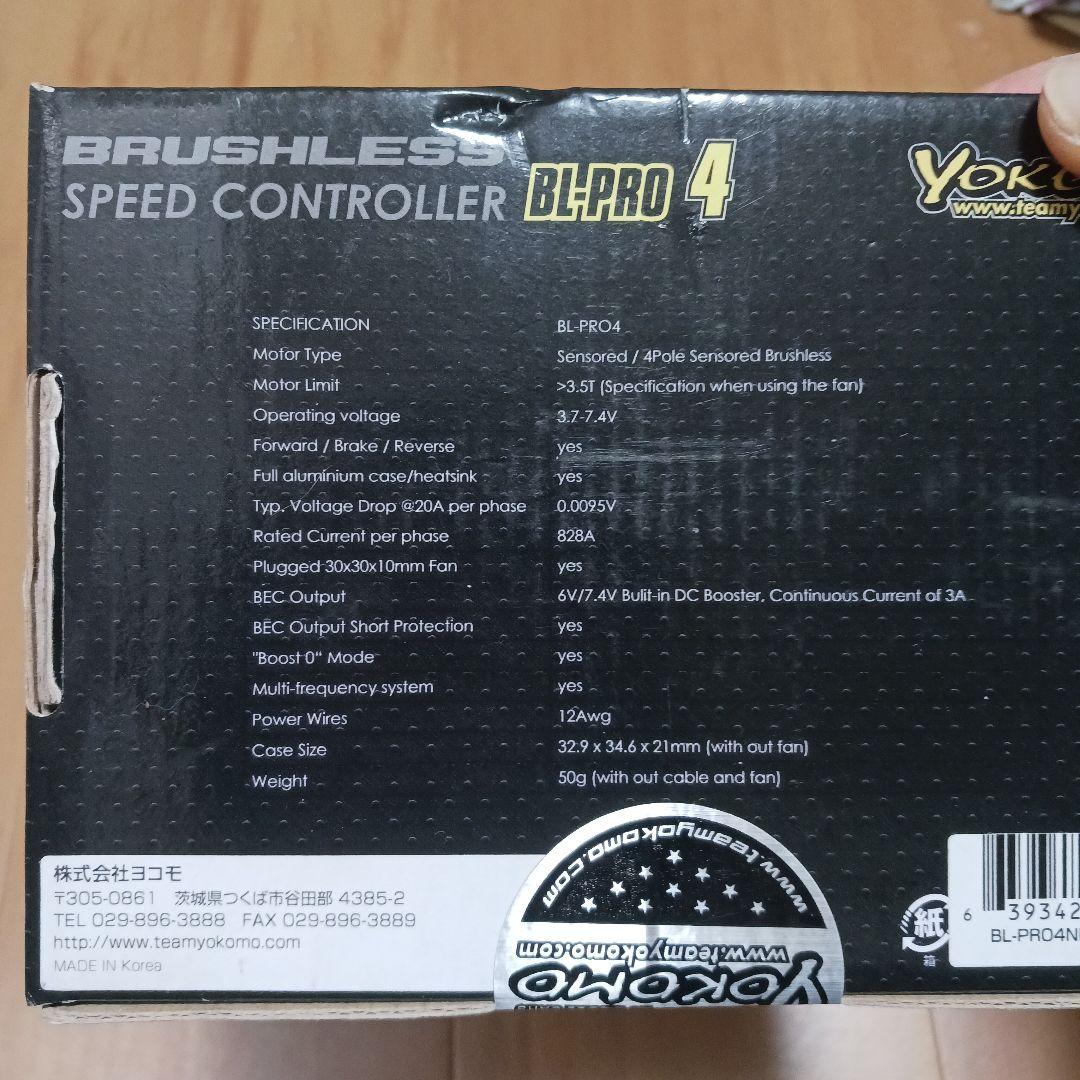 BRUSHLESS
SPEED CONTROLLER BL-PRO 4
www.teamy
SPECIFICATION BL-PRO4
Motor Type Sensored / 4Pole Sensored Brushless
Motor Limit >3.5T (Specification when using the fan)
Operating voltage 3.7-7.4V
Forward / Brake / Reverse yes
Full aluminium case/heatsink yes
Typ. Voltage Drop @20A per phase 0.0095V
Rated Current per phase 828A
Plugged 30x30x10mm Fan yes
BEC Output 6V/7.4V Bulit-in DC Booster, Continuous Current of 3A
BEC Output Short Protection yes
"Boost 0" Mode yes
Multi-frequency system yes
Power Wires 12Awg
Case Size 32.9 x 34.6 x 21mm (with out fan)
Weight 50g (with out cable and fan)
www.teamyokomo.com
www.teamyokomo.com
YOKOMO
株式会社ヨコモ
〒305-0861 茨城県つくば市谷田部 4385-2
TEL 029-896-3888 FAX 029-896-3889
http://www.teamyokomo.com
MADE IN Korea
紙
箱
6 39342
BL-PRO4N